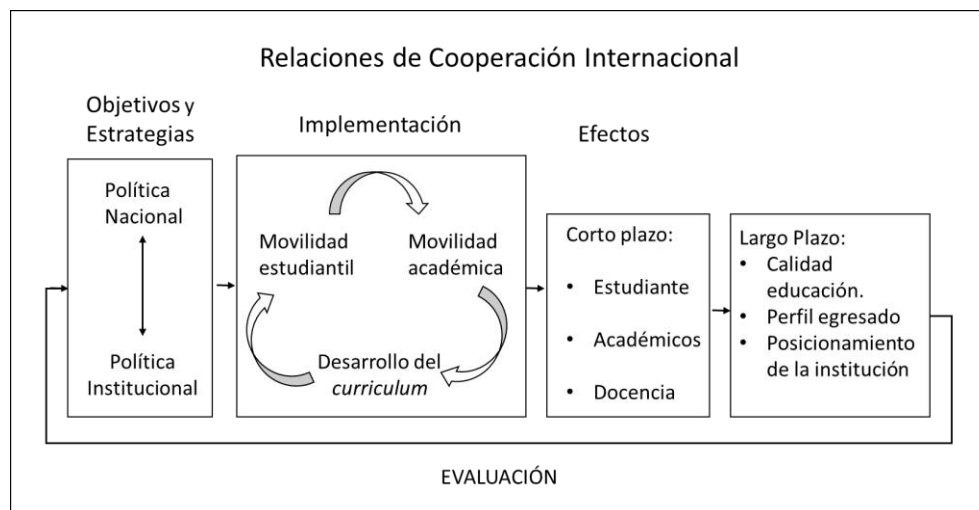 Relaciones de Cooperación Internacional
Objetivos y
Estrategias
Implementación
Efectos
Política
Nacional
Política
Institucional
Movilidad
estudiantil
Movilidad
académica
Desarrollo del
curriculum
Corto plazo:
• Estudiante
• Académicos
• Docencia
Largo Plazo:
• Calidad
educación.
• Perfil egresado
• Posicionamiento
de la institución
EVALUACIÓN